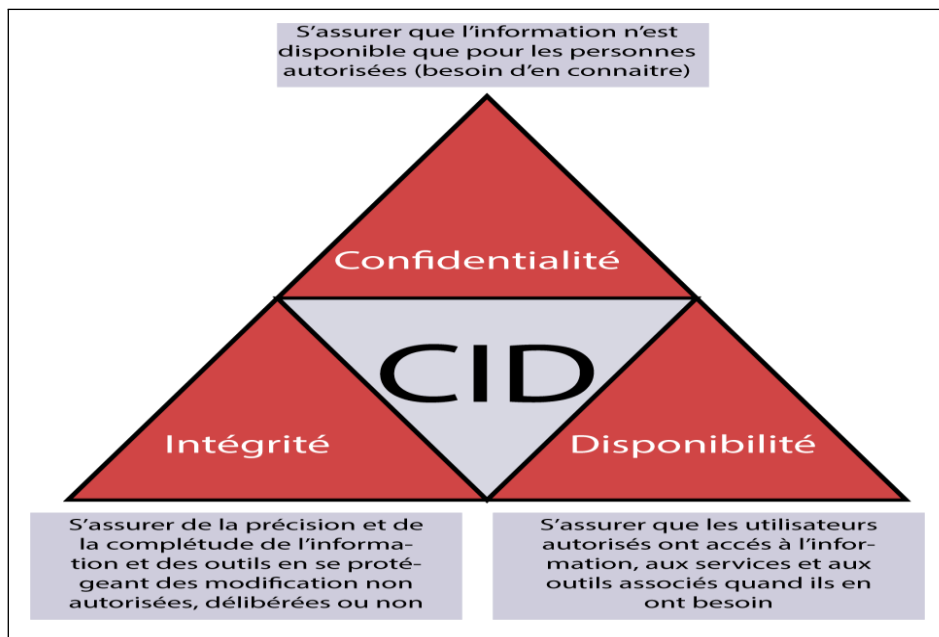 S'assurer que l'information n'est
disponible que pour les personnes
autorisées (besoin d'en connaitre)
Confidentialité
CID
Intégrité
Disponibilité
S'assurer de la précision et de
la complétude de l'informa-
tion et des outils en se proté-
geant des modification non
autorisées, délibérées ou non
S'assurer que les utilisateurs
autorisés ont accés à l'infor-
mation, aux services et aux
outils associés quand ils en
ont besoin